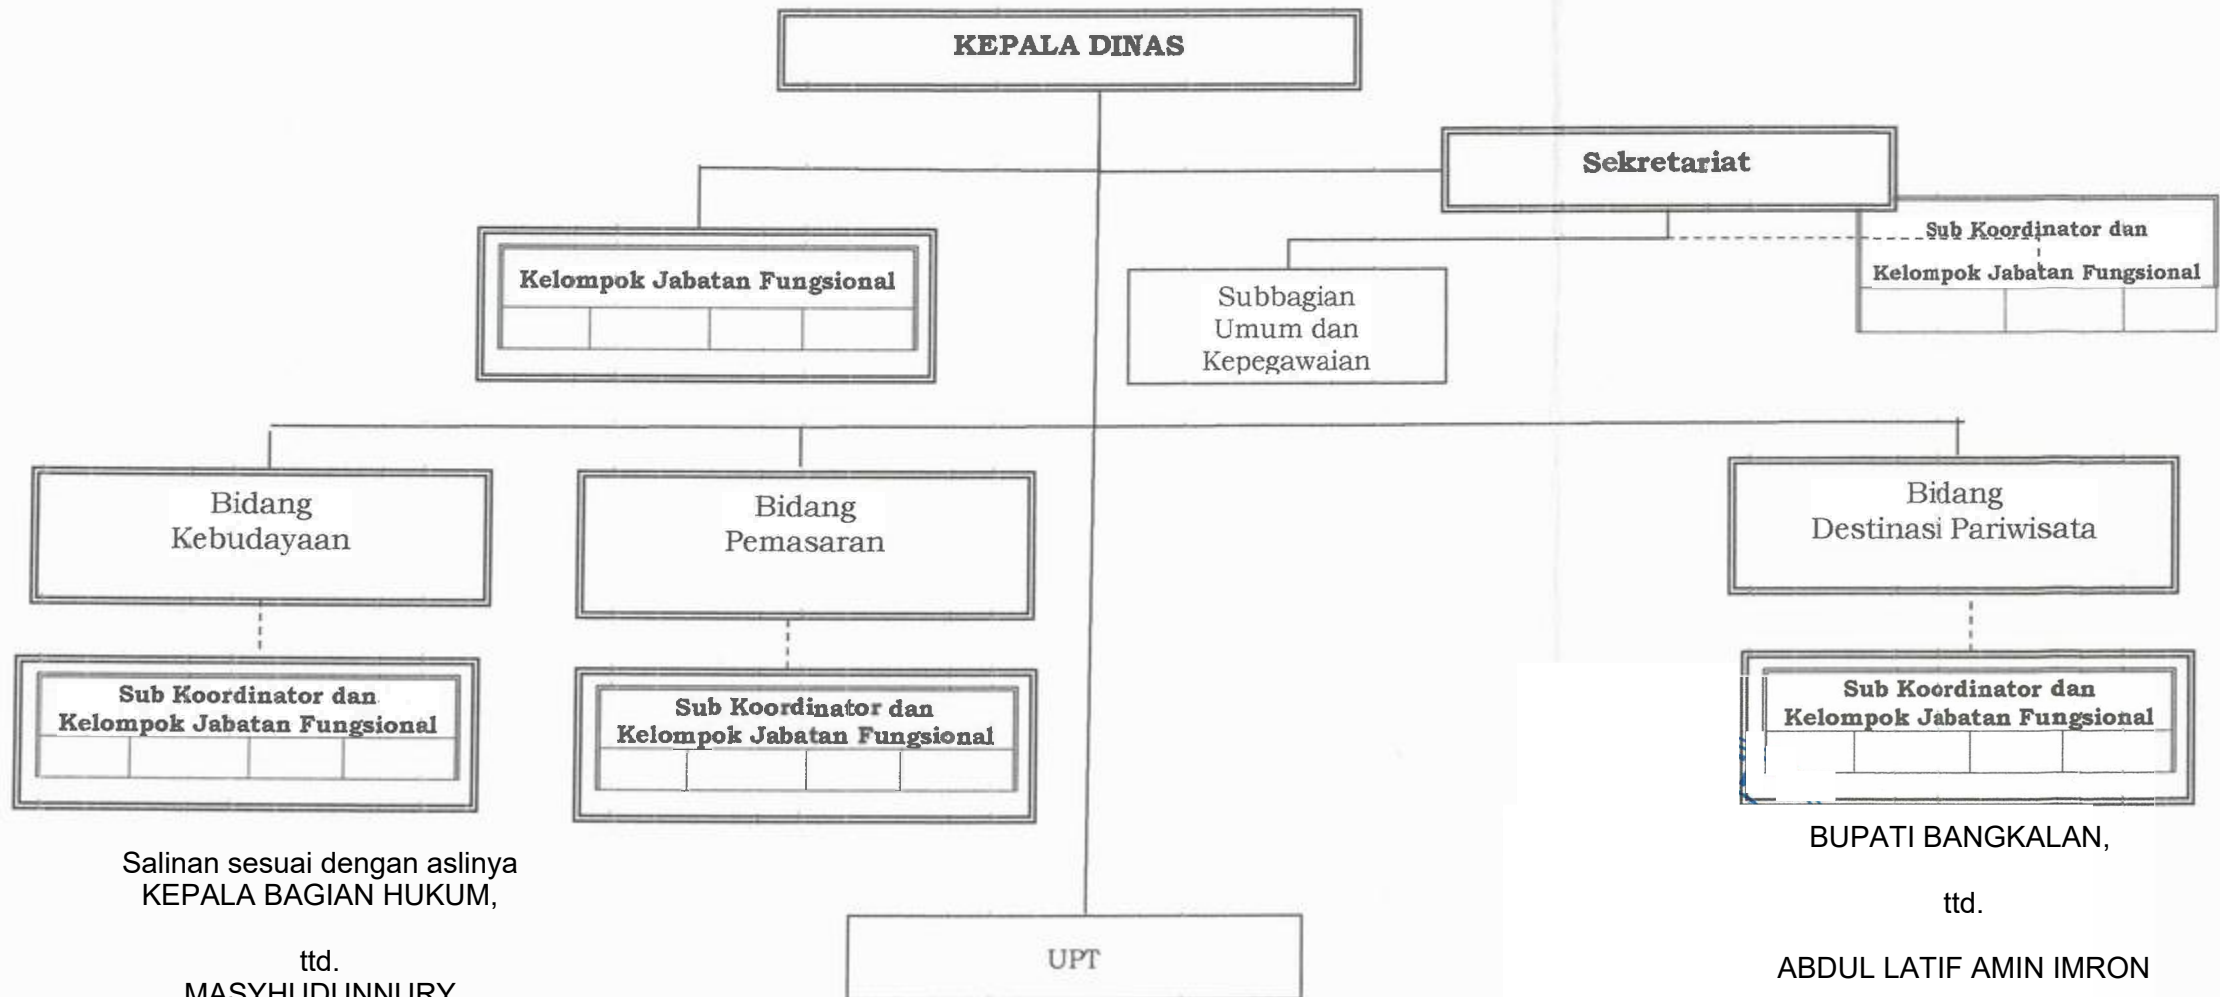 KEPALA DINAS
Sekretariat
Sub Koordinator dan
Kelompok Jabatan Fungsional
Kelompok Jabatan Fungsional
Subbagian
Umum dan
Kepegawaian
Bidang
Kebudayaan
Bidang
Pemasaran
Bidang
Destinasi Pariwisata
Sub Koordinator dan
Kelompok Jabatan Fungsional
Sub Koordinator dan
Kelompok Jabatan Fungsional
Sub Koordinator dan
Kelompok Jabatan Fungsional
Salinan sesuai dengan aslinya
KEPALA BAGIAN HUKUM,
ttd.
MASYHUDUNNURY
UPT
BUPATI BANGKALAN,
ttd.
ABDUL LATIF AMIN IMRON